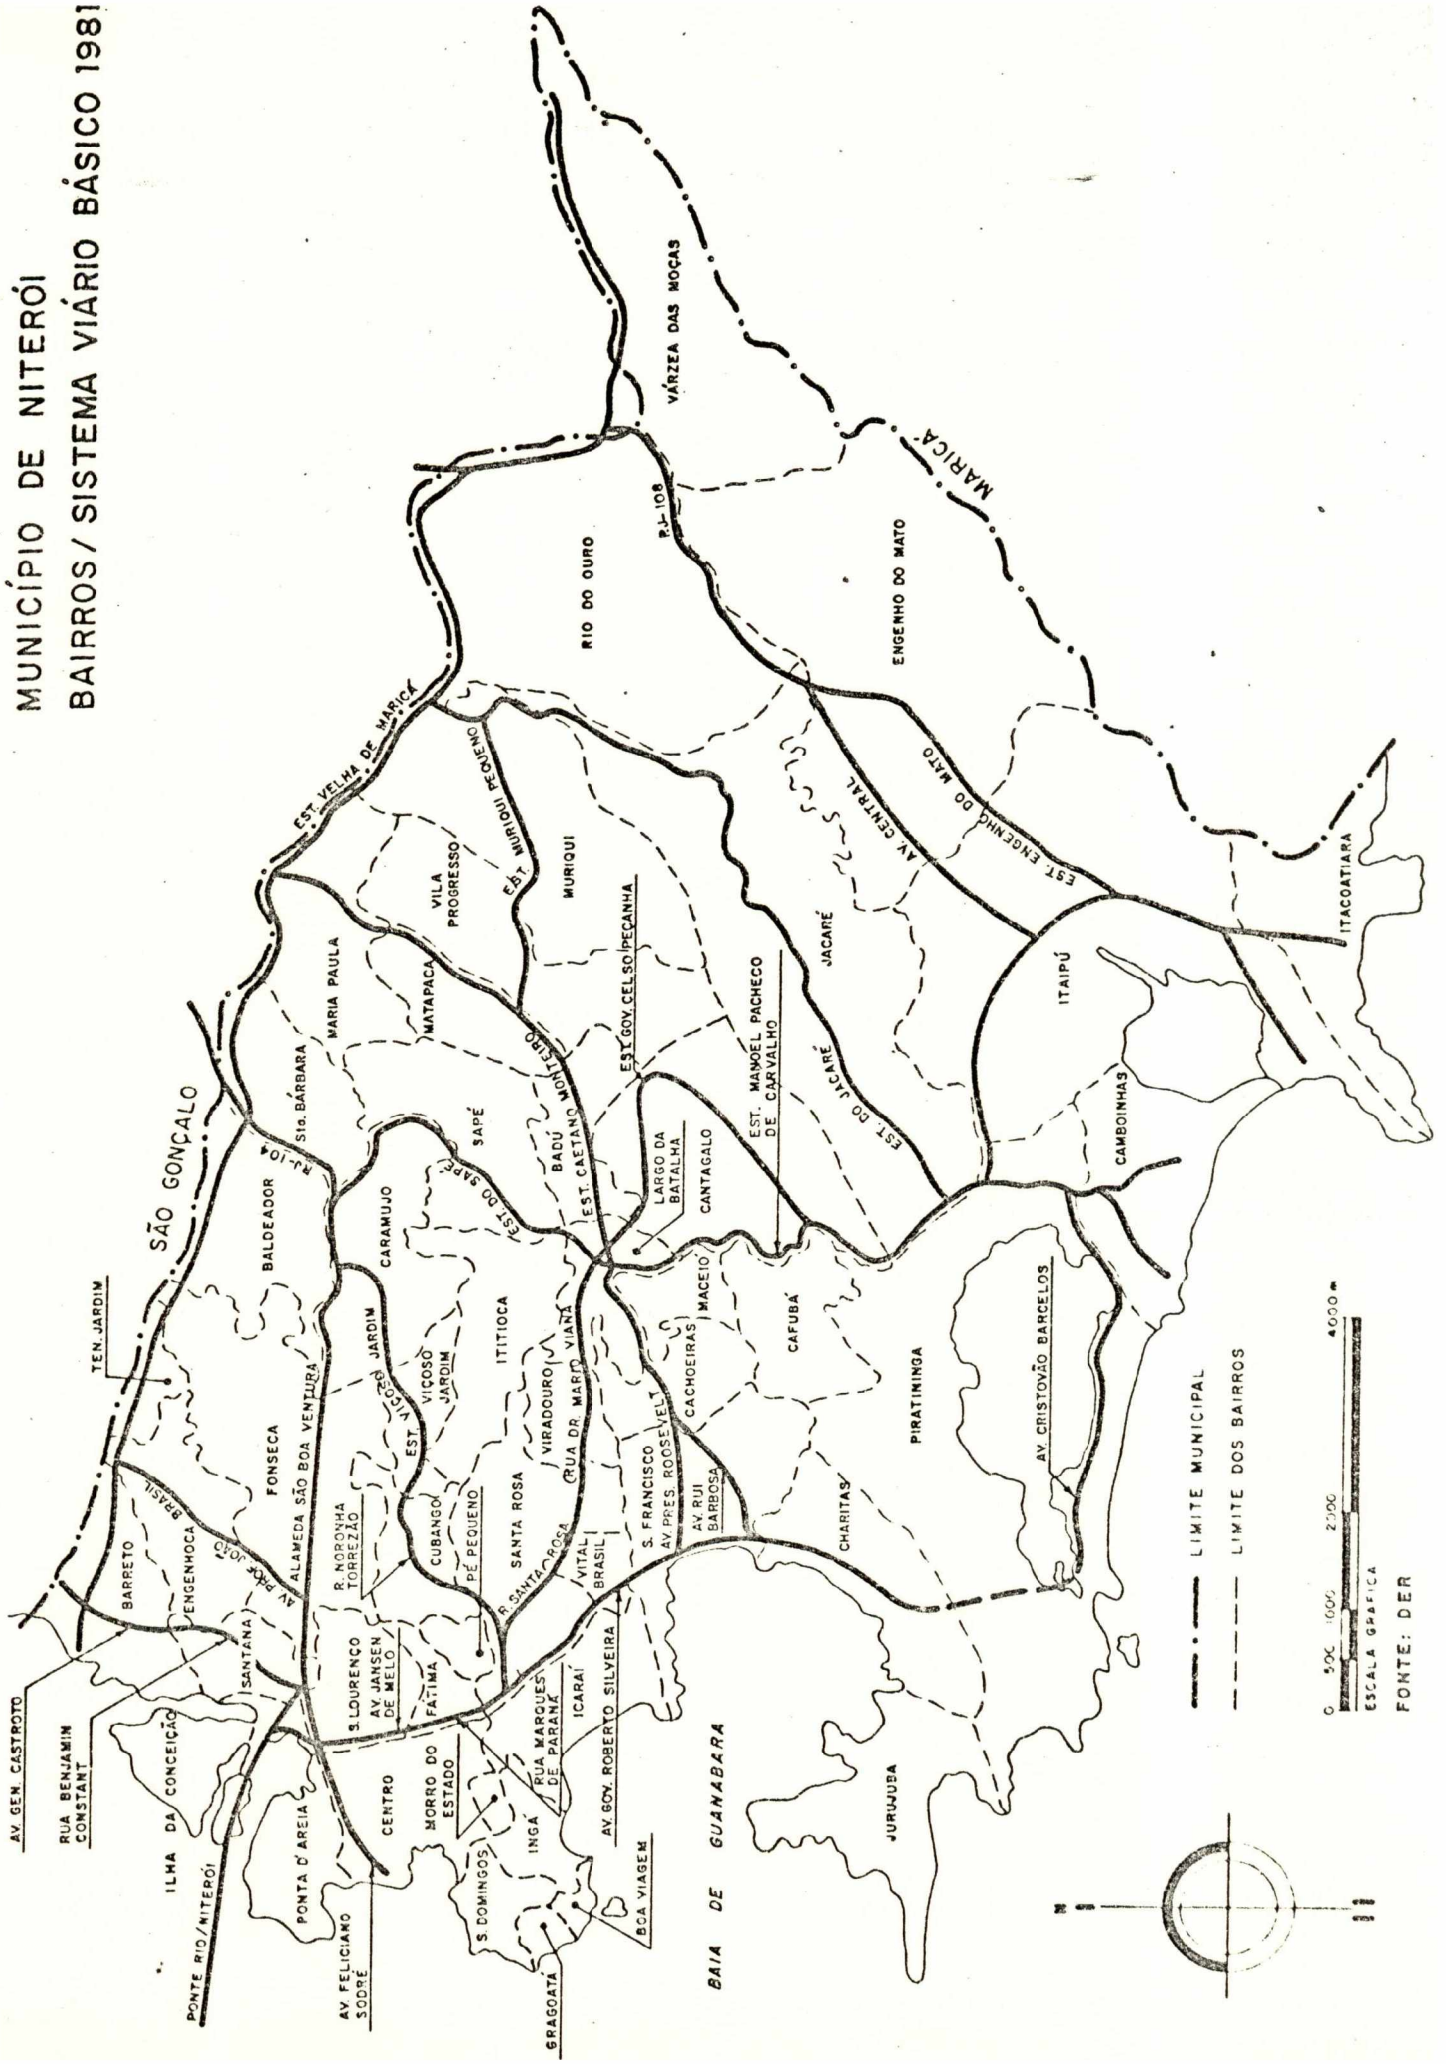 MUNICÍPIO DE NITERÓI
BAIRROS/ SISTEMA VIÁRIO BÁSICO 1981
AV. GEN. CASTROTO
RUA BENJAMIN
CONSTANT
ILHA DA CONCEIÇÃO
PONTE RIO/NITERÓI
PONTA D'AREIA
AV. FELICIANO
SODRÉ
CENTRO
MORRO DO
ESTADO
S. DOMINGOS
GRAGOATÁ
INGÁ
BOA VIAGEM
RUA MARQUES
DE PARANÁ
ICARAÍ
AV. GOV. ROBERTO SILVEIRA
BAIA DE GUANABARA
JURUJUBA
TEN. JARDIM
BARRETO
ENGENHOCA
SANTANA
AV. PROF. JOÃO BRASIL
FONSECA
ALAMEDA SÃO BOA VENTURA
S. LOURENÇO
AV. JANSEN
DE MELO
FATIMA
R. NORONHA
TORREZÃO
CUBANGO
PÉ PEQUENO
SANTA ROSA
R. SANTA ROSA
VITAL
BRASIL
S. FRANCISCO
AV. PRES. ROOSEVELT
AV. RUI
BARBOSA
CHARITAS
SÃO GONÇALO
BALDEADOR
RJ-104
Sta. BÁRBARA
CARAMUJO
EST. VIÇOSO JARDIM
VIÇOSO
JARDIM
ITITIOCA
VIRADOURO
RUA DR. MARIO VIANA
EST. DO SAPÊ
SAPÉ
BADÚ
EST. CAETANO MONTEIRO
LARGO DA
BATALHA
CANTAGALO
MACEIÓ
CACHOEIRAS
CAFUBÁ
PIRATININGA
AV. CRISTOVÃO BARCELOS
EST. VELHA DE MARICÁ
MARIA PAULA
MATAPACA
VILA
PROGRESSO
EST. MURIQUI PEQUENO
MURIQUI
EST. GOV. CELSO PEÇANHA
EST. MANOEL PACHECO
DE CARVALHO
JACARÉ
EST. DO JACARÉ
AV. CENTRAL
EST. ENGENHO DO MATO
ITAIPÚ
CAMBOINHAS
ITACOATIARA
RIO DO OURO
RJ-108
ENGENHO DO MATO
VÁRZEA DAS MOÇAS
MARICÁ
LIMITE MUNICIPAL
LIMITE DOS BAIRROS
0 500 1000 2000 4000 m
ESCALA GRAFICA
FONTE: DER
N